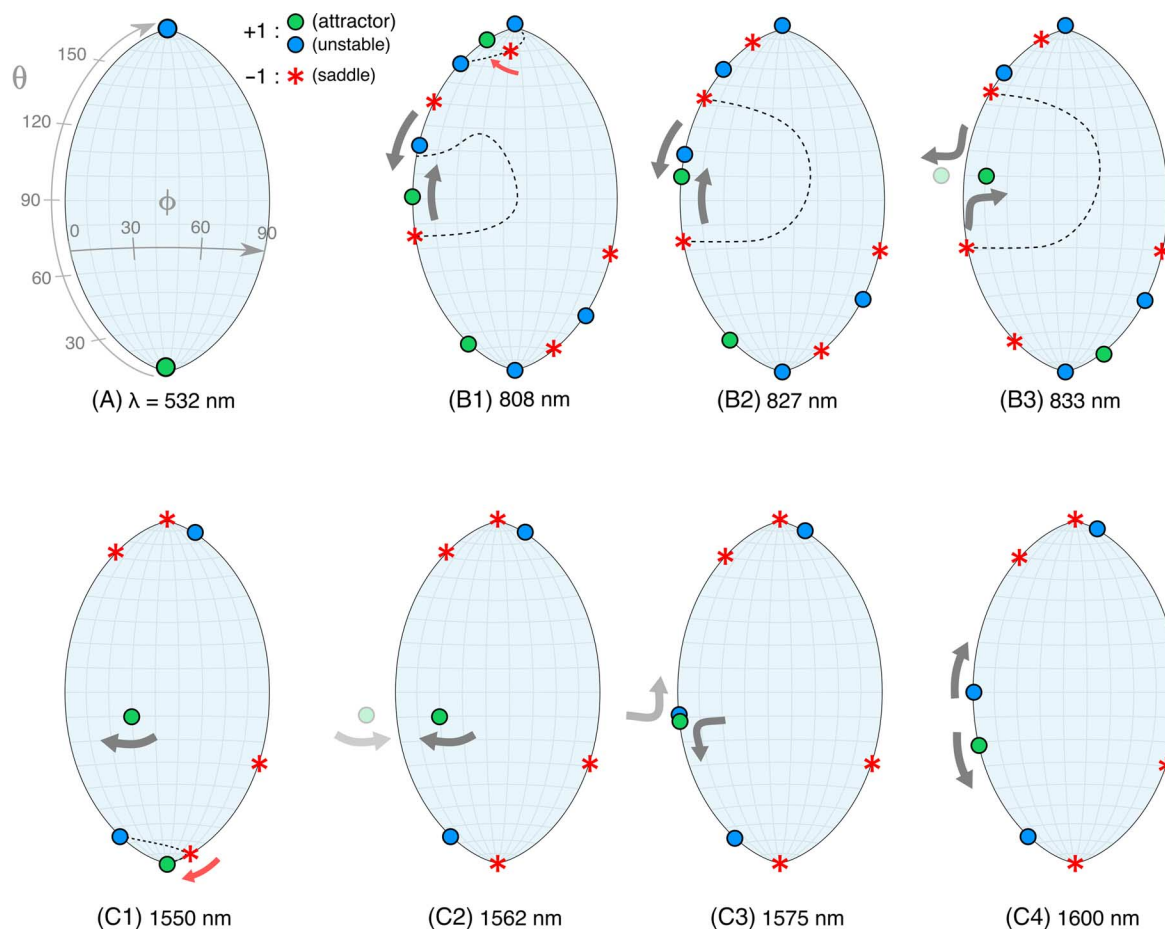 +1 : (attractor)
(unstable)
−1 : (saddle)
θ
150
120
90
60
30
ϕ
0 30 60 90
(A) λ = 532 nm
(B1) 808 nm
(B2) 827 nm
(B3) 833 nm
(C1) 1550 nm
(C2) 1562 nm
(C3) 1575 nm
(C4) 1600 nm